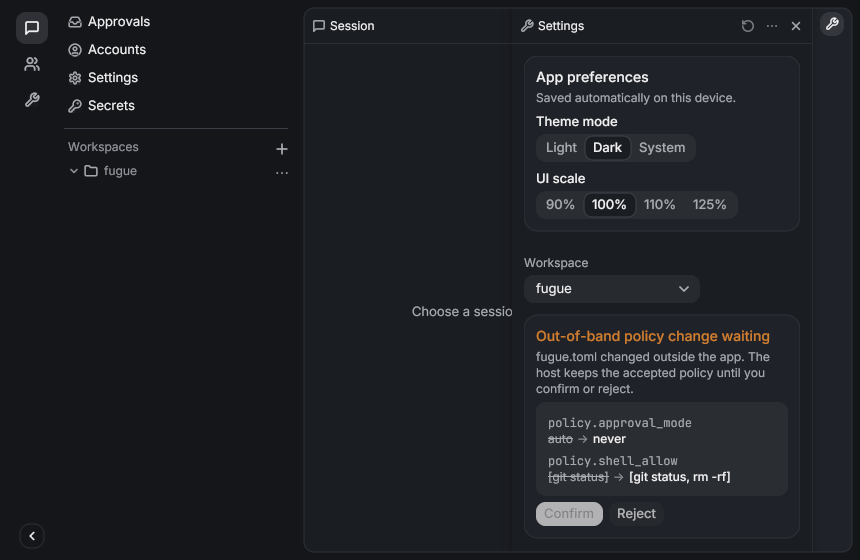 Approvals
Accounts
Settings
Secrets
Workspaces
fugue
Session
Choose a sessio
Settings
App preferences
Saved automatically on this device.
Theme mode
Light Dark System
UI scale
90% 100% 110% 125%
Workspace
fugue
Out-of-band policy change waiting
fugue.toml changed outside the app. The
host keeps the accepted policy until you
confirm or reject.
policy.approval_mode
auto → never
policy.shell_allow
[git status] → [git status, rm -rf]
Confirm Reject